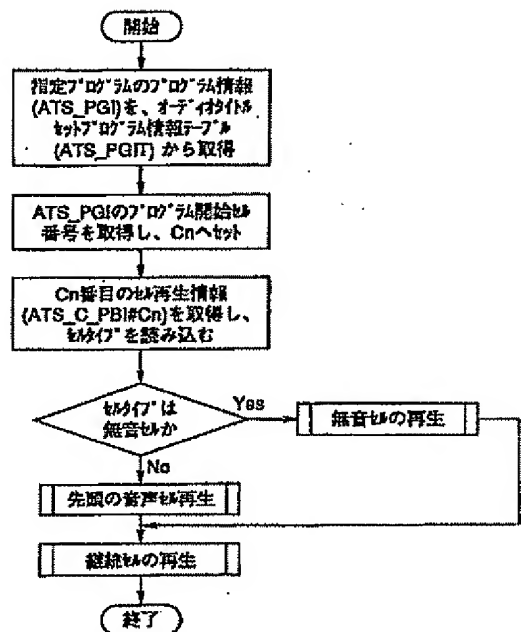 開始
指定プログラムのプログラム情報
(ATS_PGI)を、オーディオタイトル
セットプログラム情報テーブル
(ATS_PGIT)から取得
ATS_PGIのプログラム開始セル
番号を取得し、Cnへセット
Cn番目のセル再生情報
(ATS_C_PBI#Cn)を取得し、
セルタイプを読み込む
セルタイプは
無音セルか
Yes
無音セルの再生
No
先頭の音声セル再生
継続セルの再生
終了